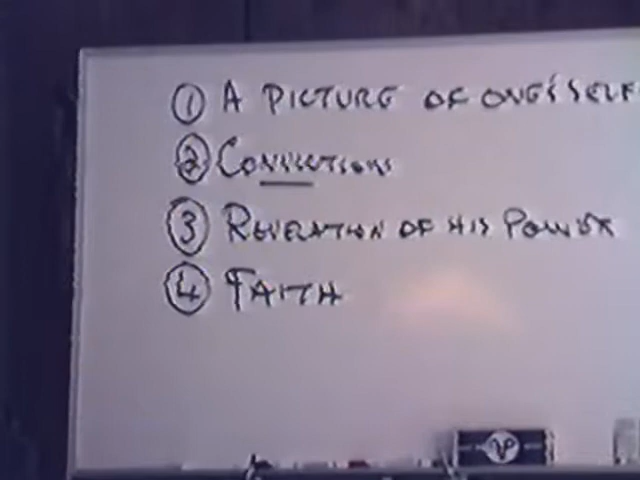 ① A PICTURE OF ONE'S SELF
② CONVICTIONS
③ REVELATION OF HIS POWER
④ FAITH